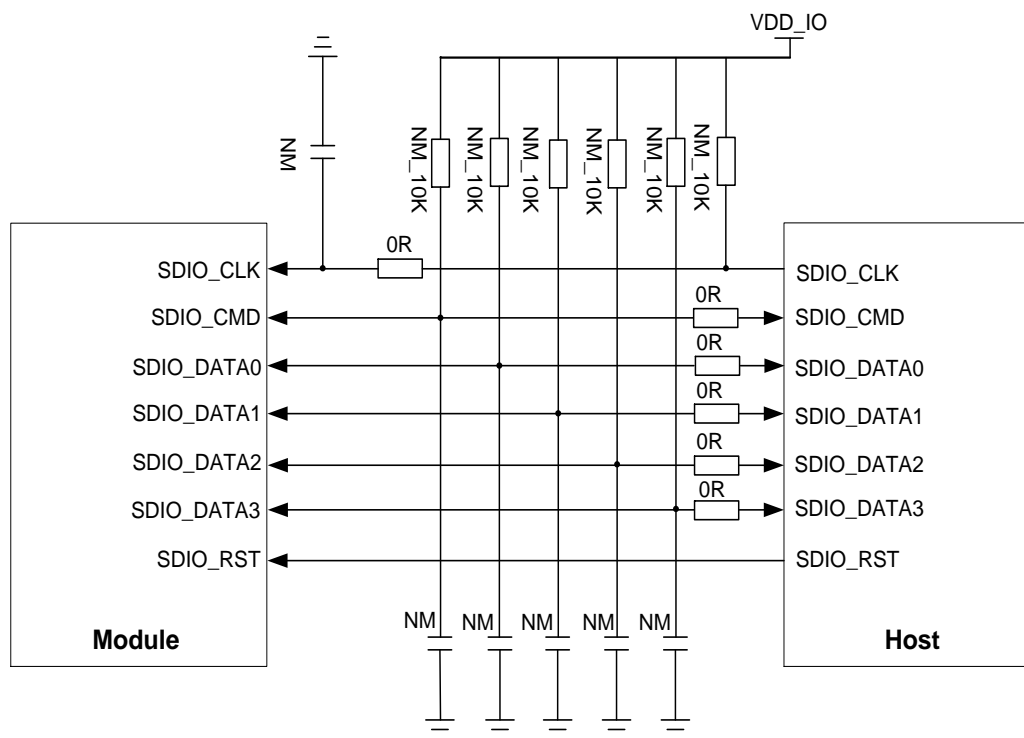 VDD_IO
NM
NM_10K
NM_10K
NM_10K
NM_10K
NM_10K
NM_10K
0R
SDIO_CLK
SDIO_CLK
0R
SDIO_CMD
SDIO_CMD
0R
SDIO_DATA0
SDIO_DATA0
0R
SDIO_DATA1
SDIO_DATA1
0R
SDIO_DATA2
SDIO_DATA2
0R
SDIO_DATA3
SDIO_DATA3
SDIO_RST
SDIO_RST
NM
NM
NM
NM
NM
Module
Host